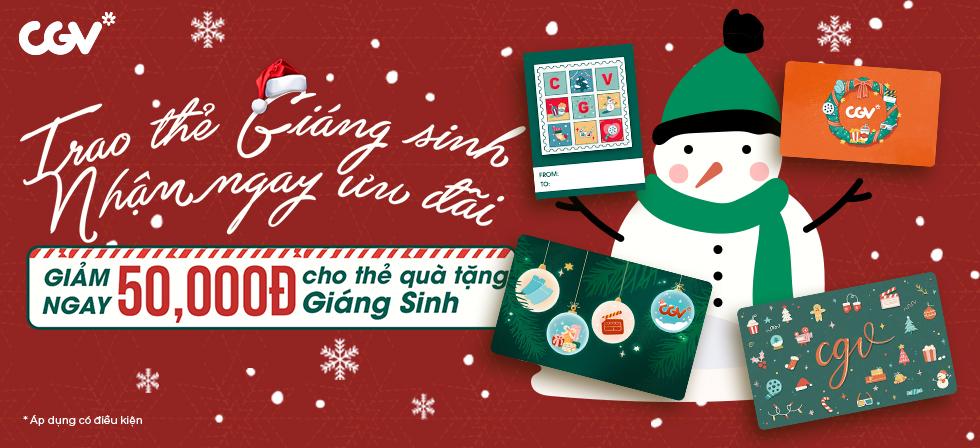 CGV*
Trao thẻ Giáng sinh
Nhận ngay ưu đãi
GIẢM NGAY 50,000Đ cho thẻ quà tặng
Giáng Sinh
* Áp dụng có điều kiện
C G V
G
FROM:
TO:
CGV*
CGV
cgv